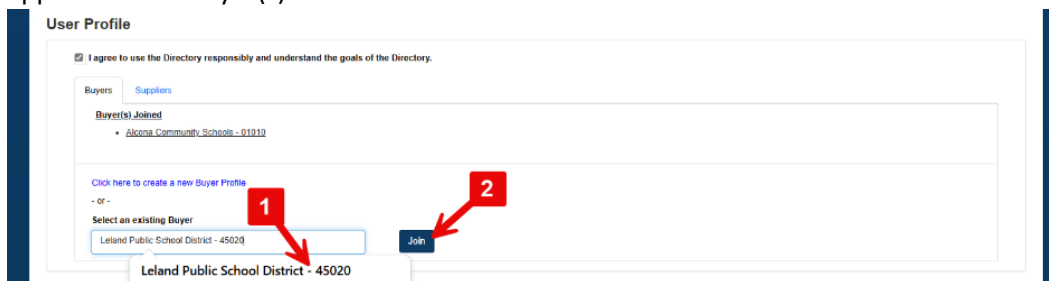 User Profile
I agree to use the Directory responsibly and understand the goals of the Directory.
Buyers Suppliers
Buyer(s) Joined
Alcona Community Schools - 01010
Click here to create a new Buyer Profile
- or -
1
2
Select an existing Buyer
Leland Public School District - 45020
Join
Leland Public School District - 45020